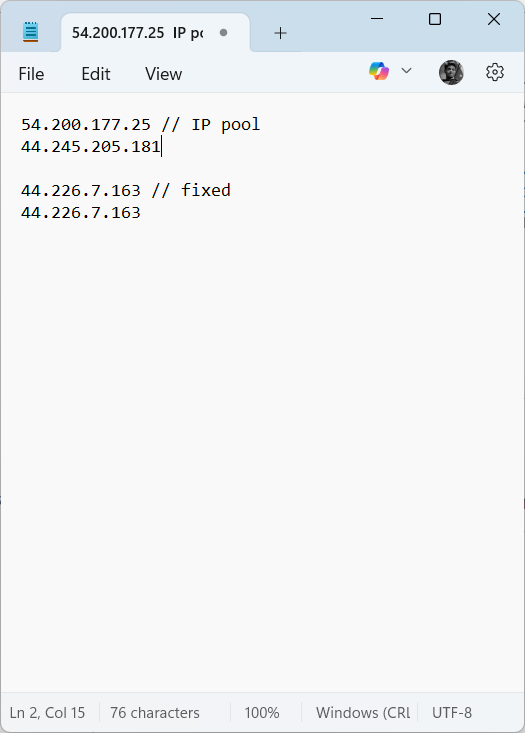 54.200.177.25  IP po
File
Edit
View
54.200.177.25 // IP pool
44.245.205.181
44.226.7.163 // fixed
44.226.7.163
Ln 2, Col 15
76 characters
100%
Windows (CRL
UTF-8